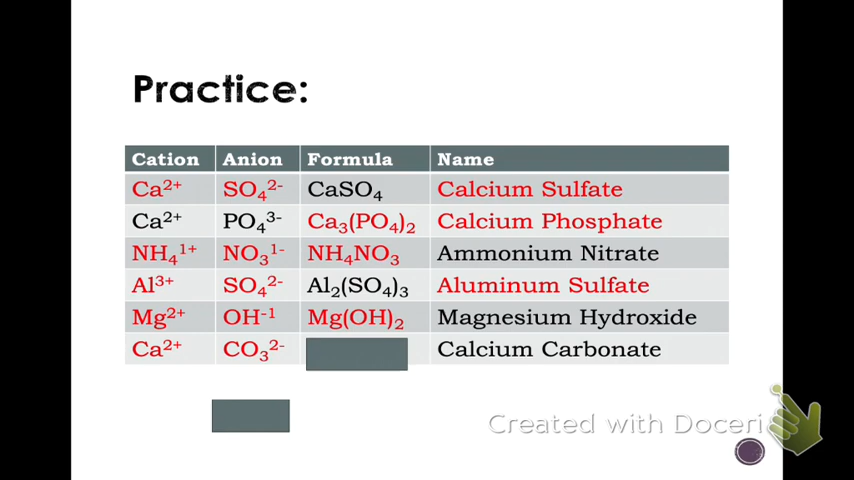 Practice:
Cation Anion Formula Name
Ca²⁺ SO₄²⁻ CaSO₄ Calcium Sulfate
Ca²⁺ PO₄³⁻ Ca₃(PO₄)₂ Calcium Phosphate
NH₄¹⁺ NO₃¹⁻ NH₄NO₃ Ammonium Nitrate
Al³⁺ SO₄²⁻ Al₂(SO₄)₃ Aluminum Sulfate
Mg²⁺ OH⁻¹ Mg(OH)₂ Magnesium Hydroxide
Ca²⁺ CO₃²⁻ Calcium Carbonate
Created with Doceri